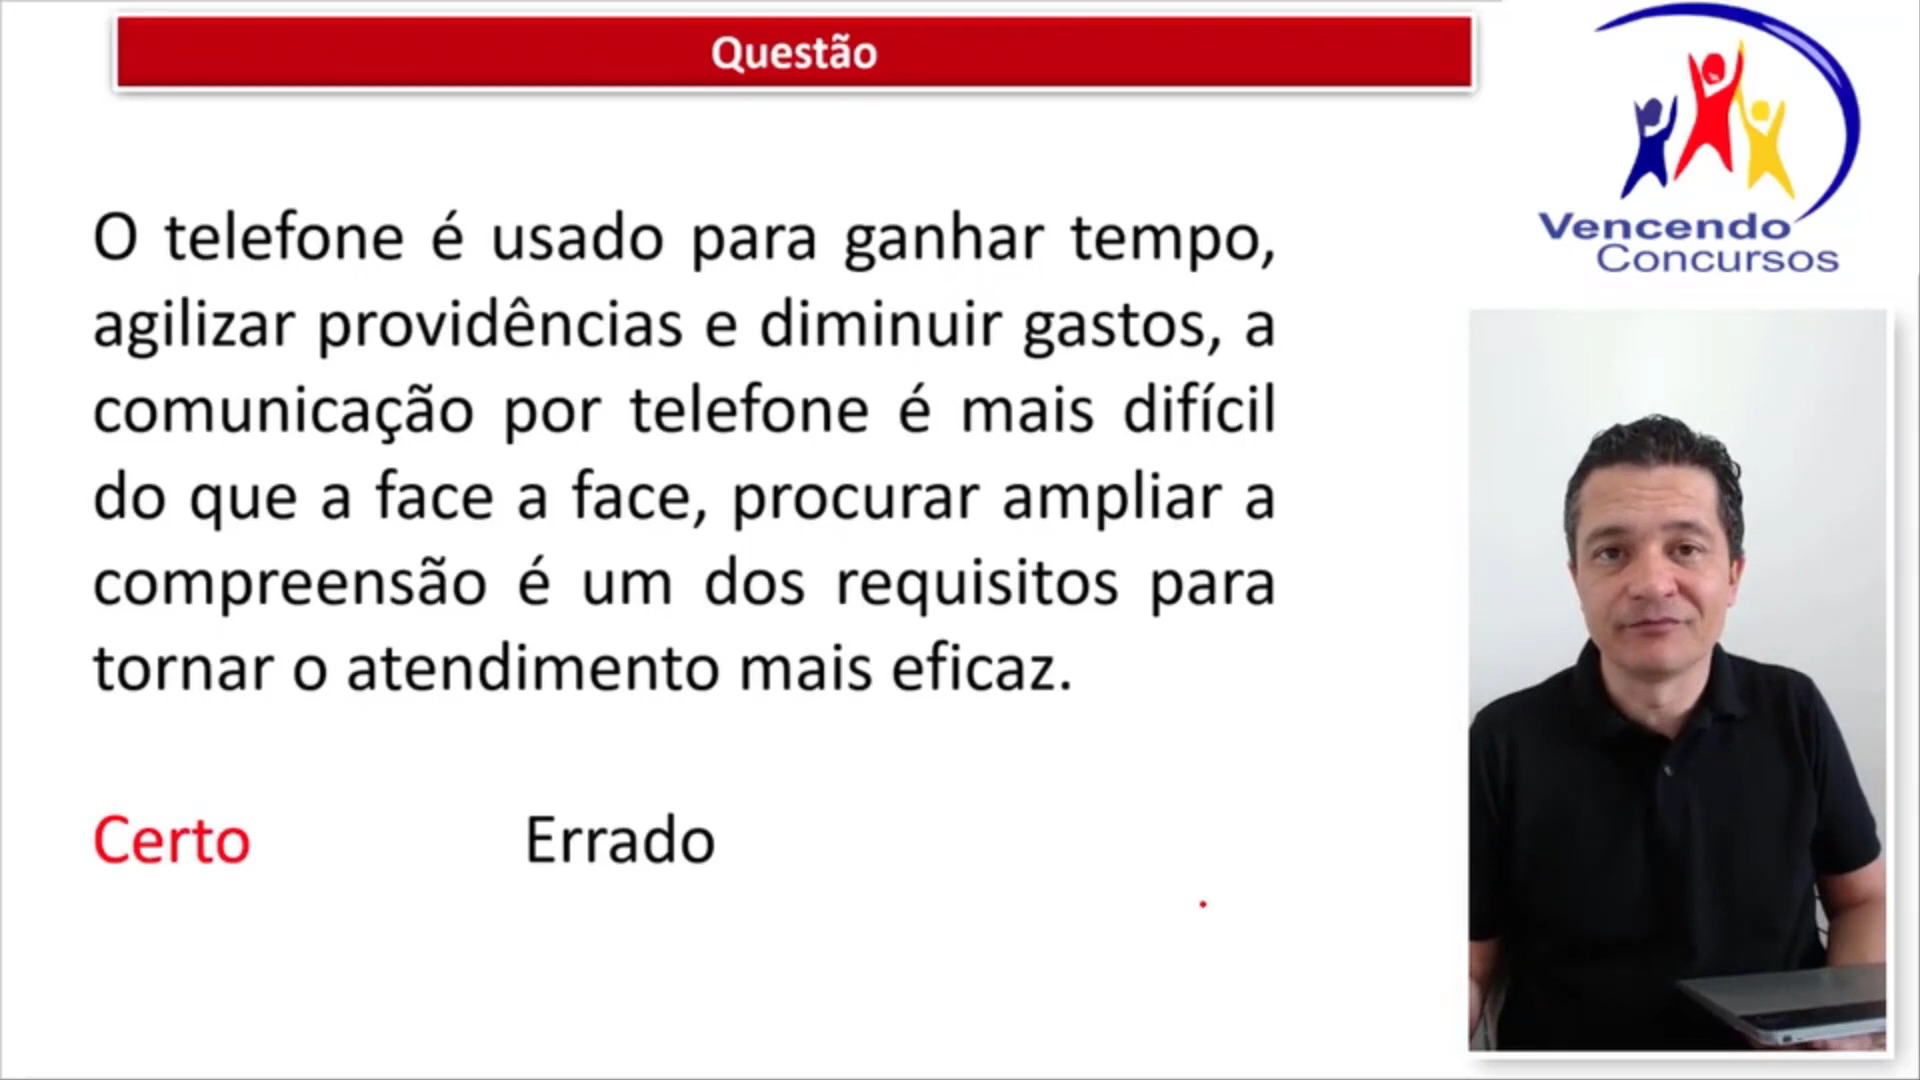 Questão
Vencendo
Concursos
O telefone é usado para ganhar tempo,
agilizar providências e diminuir gastos, a
comunicação por telefone é mais difícil
do que a face a face, procurar ampliar a
compreensão é um dos requisitos para
tornar o atendimento mais eficaz.
Certo Errado